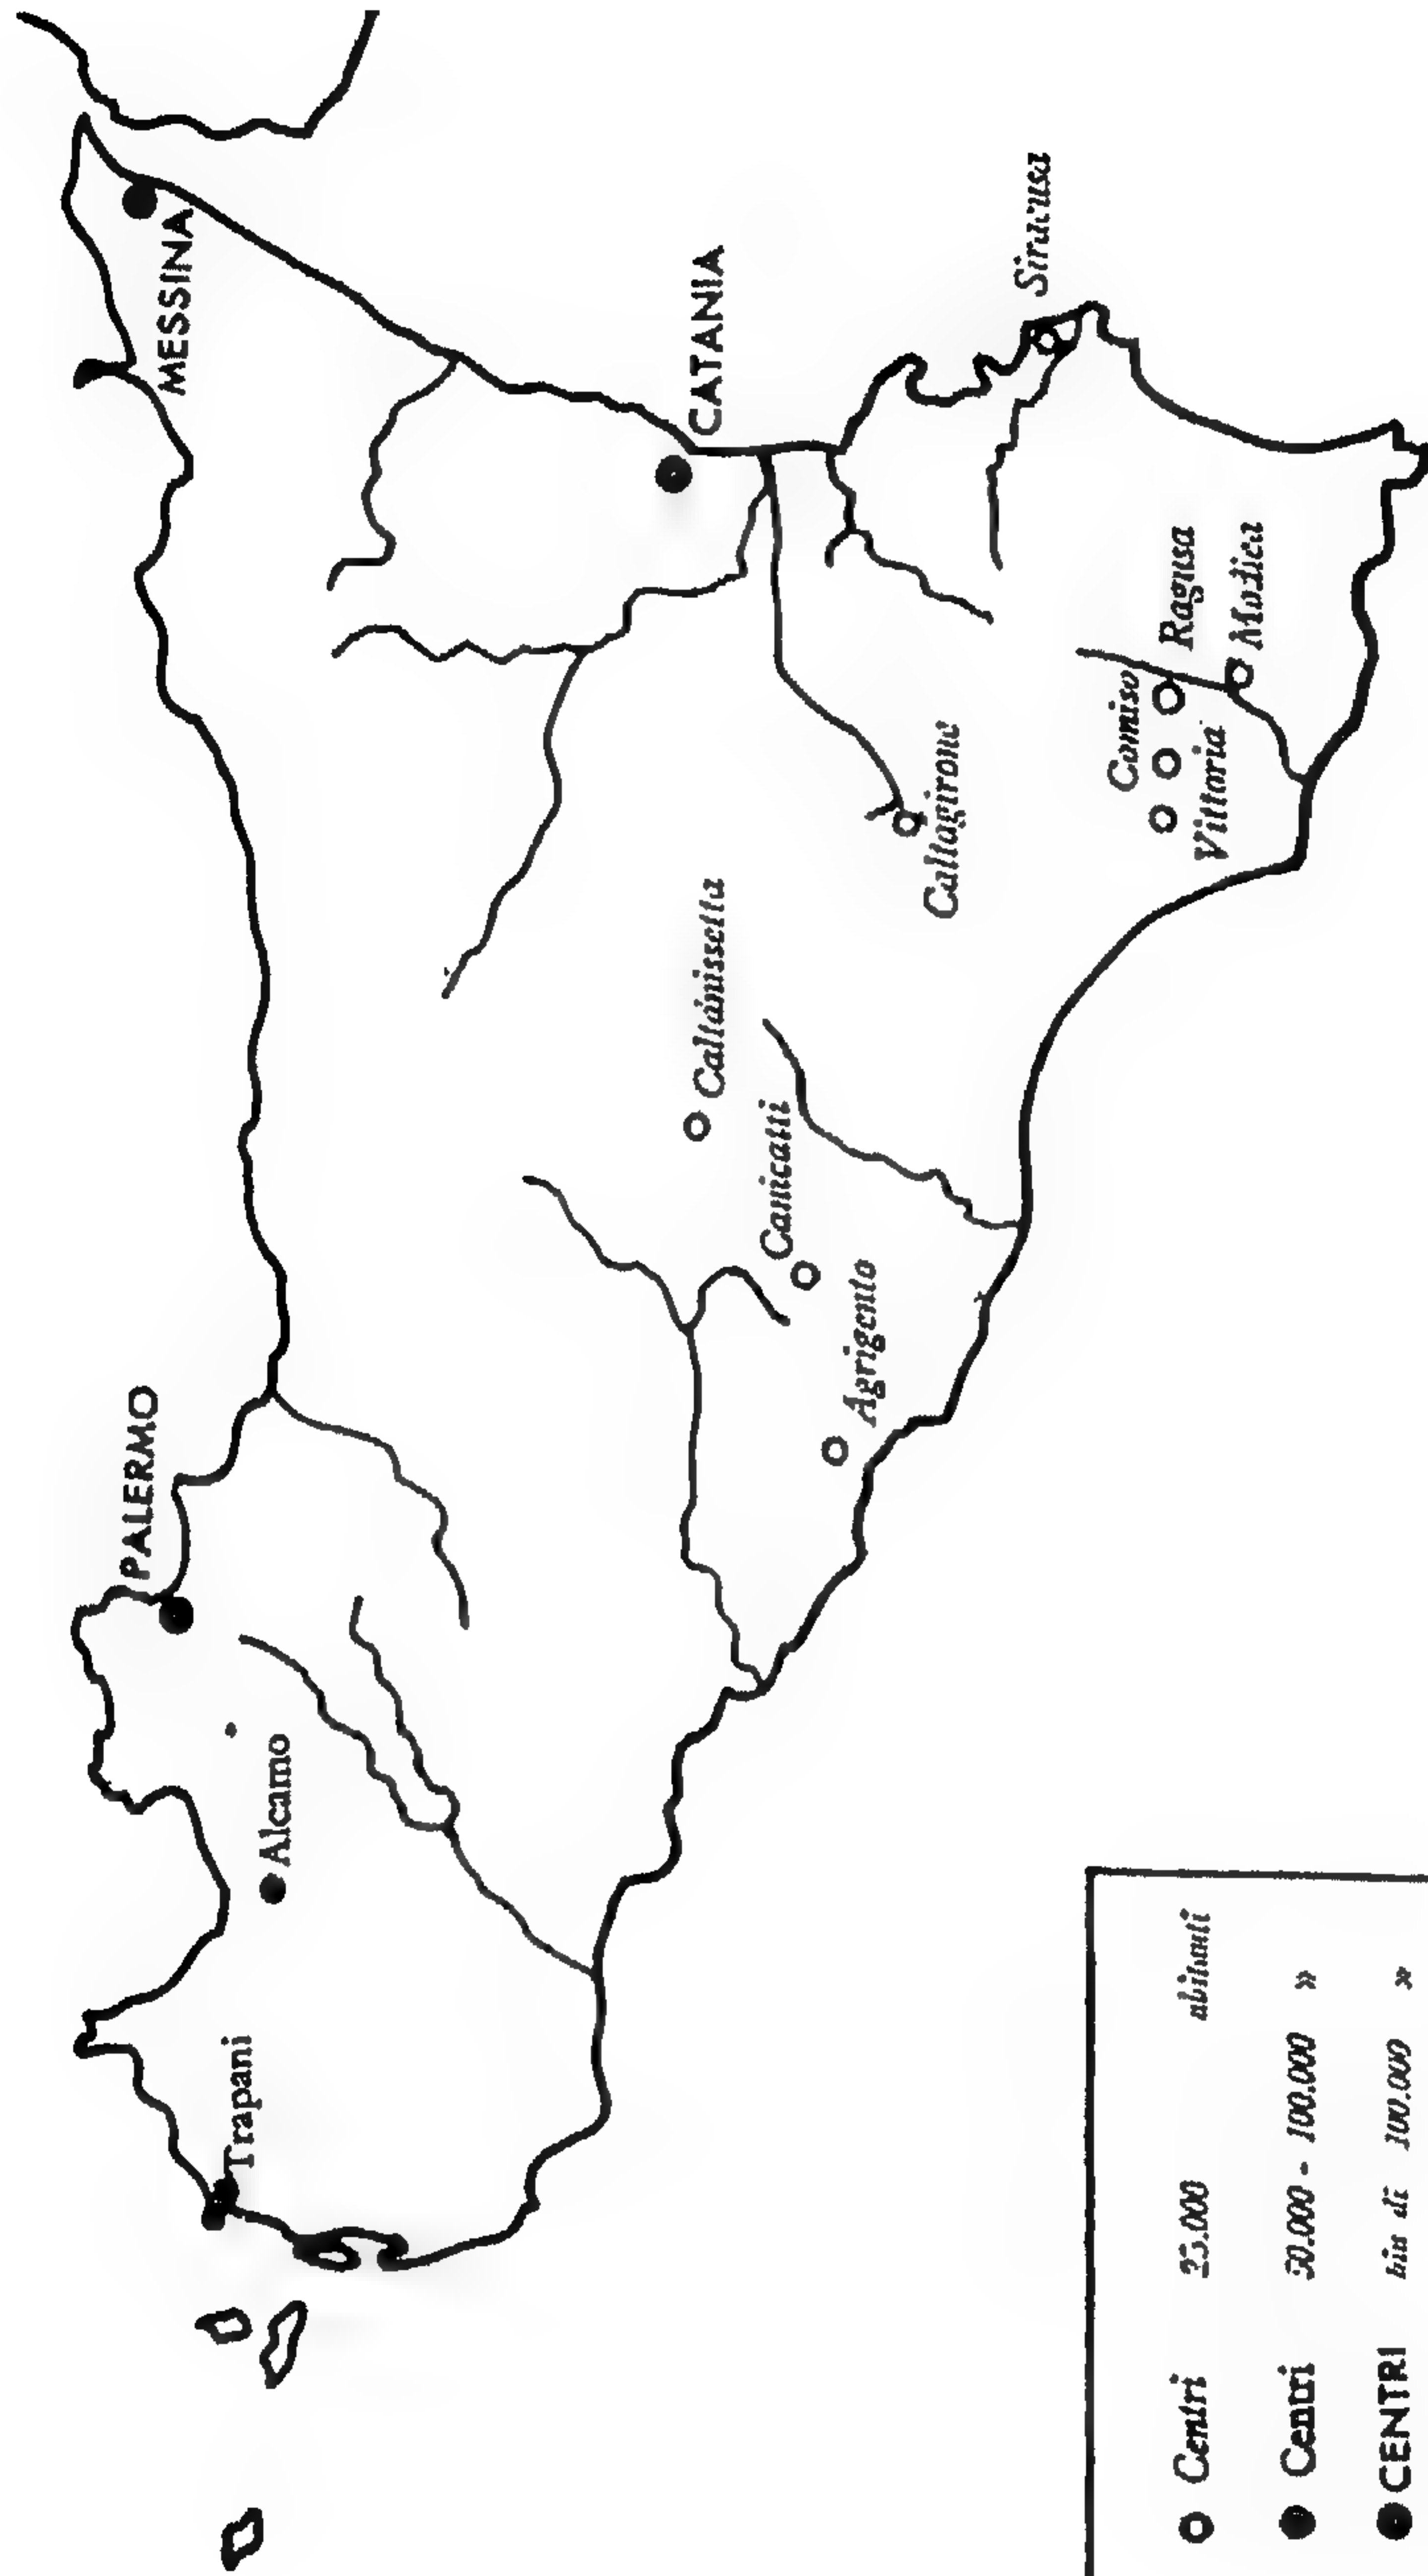 MESSINA
PALERMO
Trapani
Alcamo
CATANIA
Caltanissetta
Canicatti
Agrigento
Caltagirone
Siracusa
Comiso
Ragusa
Vittoria
Modica
Centri 25.000 abitanti
Centri 50.000 - 100.000 »
CENTRI più di 100.000 »